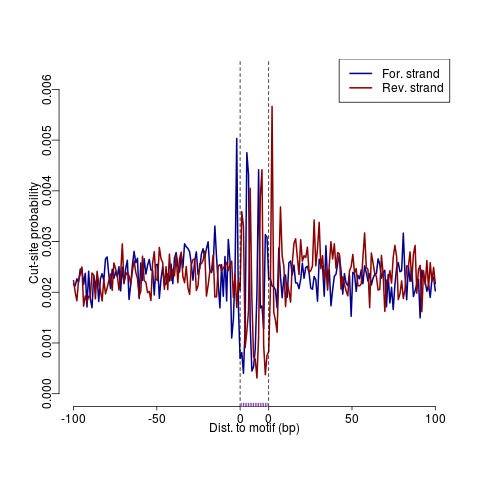 For. strand
Rev. strand
Cut-site probability
0.006
0.005
0.004
0.003
0.002
0.001
0.000
-100 -50 0 0 50 100
Dist. to motif (bp)